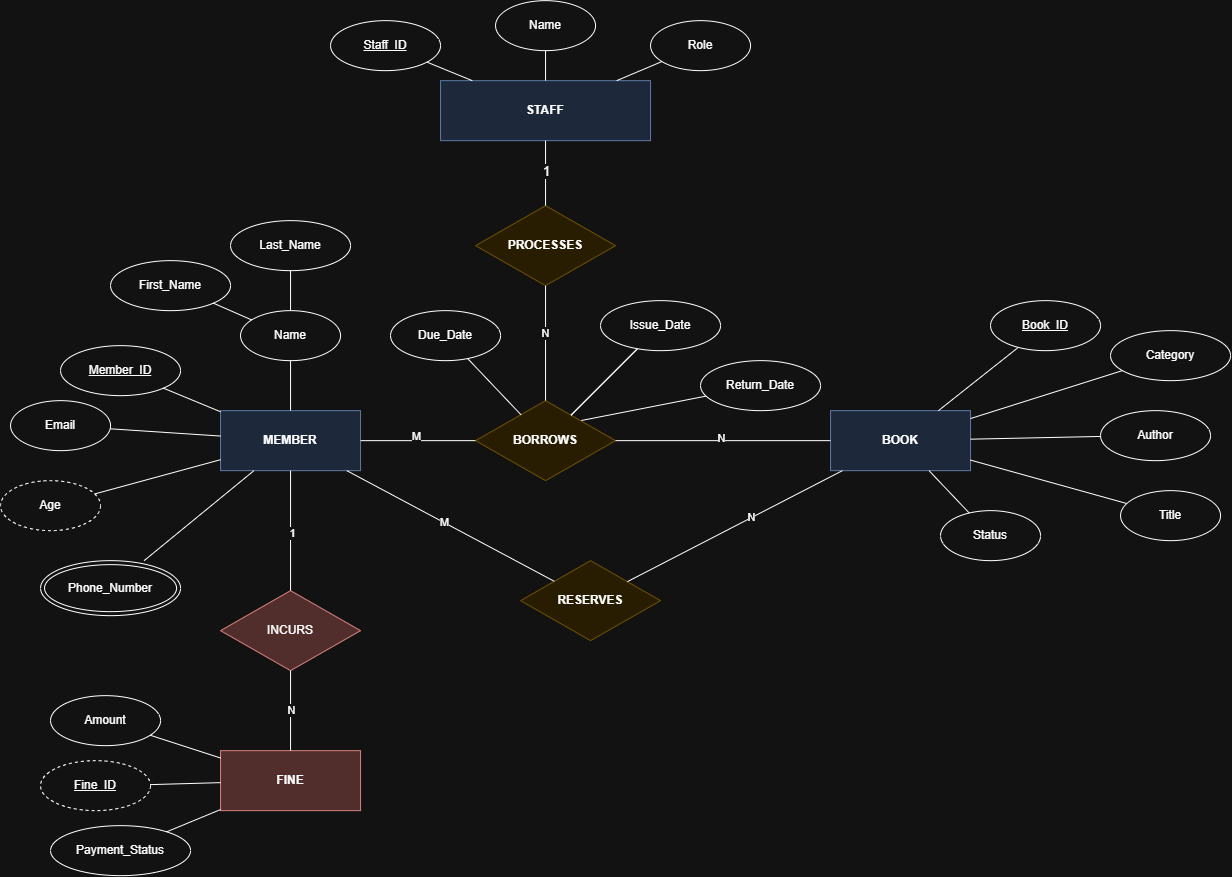 Name
Staff_ID
Role
STAFF
1
PROCESSES
N
Last_Name
First_Name
Name
Member_ID
Email
Age
Phone_Number
MEMBER
M
Due_Date
Issue_Date
Return_Date
BORROWS
N
Book_ID
Category
Author
Title
Status
BOOK
M
N
RESERVES
1
INCURS
N
Amount
Fine_ID
Payment_Status
FINE